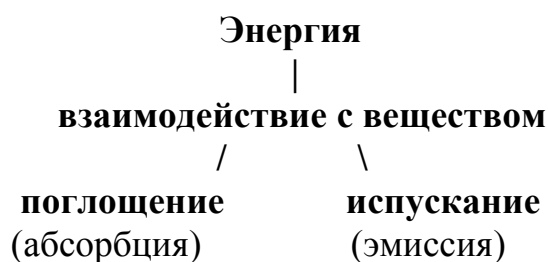 Энергия
|
взаимодействие с веществом
/ \
поглощение испускание
(абсорбция) (эмиссия)